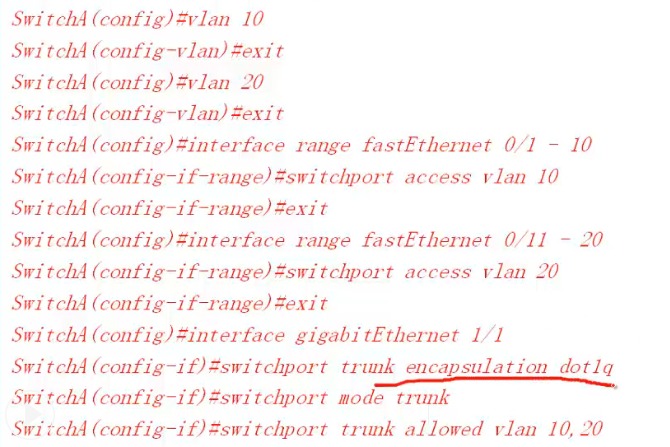 SwitchA(config)#vlan 10
SwitchA(config-vlan)#exit
SwitchA(config)#vlan 20
SwitchA(config-vlan)#exit
SwitchA(config)#interface range fastEthernet 0/1 - 10
SwitchA(config-if-range)#switchport access vlan 10
SwitchA(config-if-range)#exit
SwitchA(config)#interface range fastEthernet 0/11 - 20
SwitchA(config-if-range)#switchport access vlan 20
SwitchA(config-if-range)#exit
SwitchA(config)#interface gigabitEthernet 1/1
SwitchA(config-if)#switchport trunk encapsulation dot1q
SwitchA(config-if)#switchport mode trunk
SwitchA(config-if)#switchport trunk allowed vlan 10,20